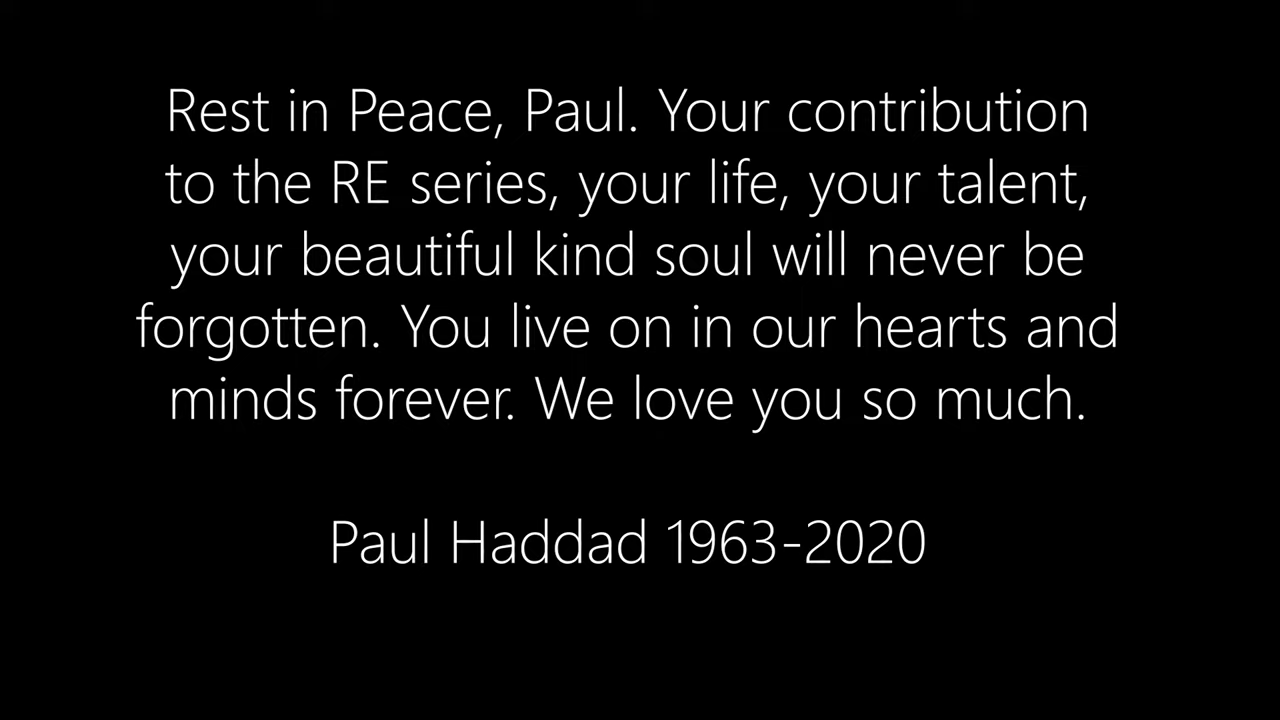 Rest in Peace, Paul. Your contribution
to the RE series, your life, your talent,
your beautiful kind soul will never be
forgotten. You live on in our hearts and
minds forever. We love you so much.
Paul Haddad 1963-2020